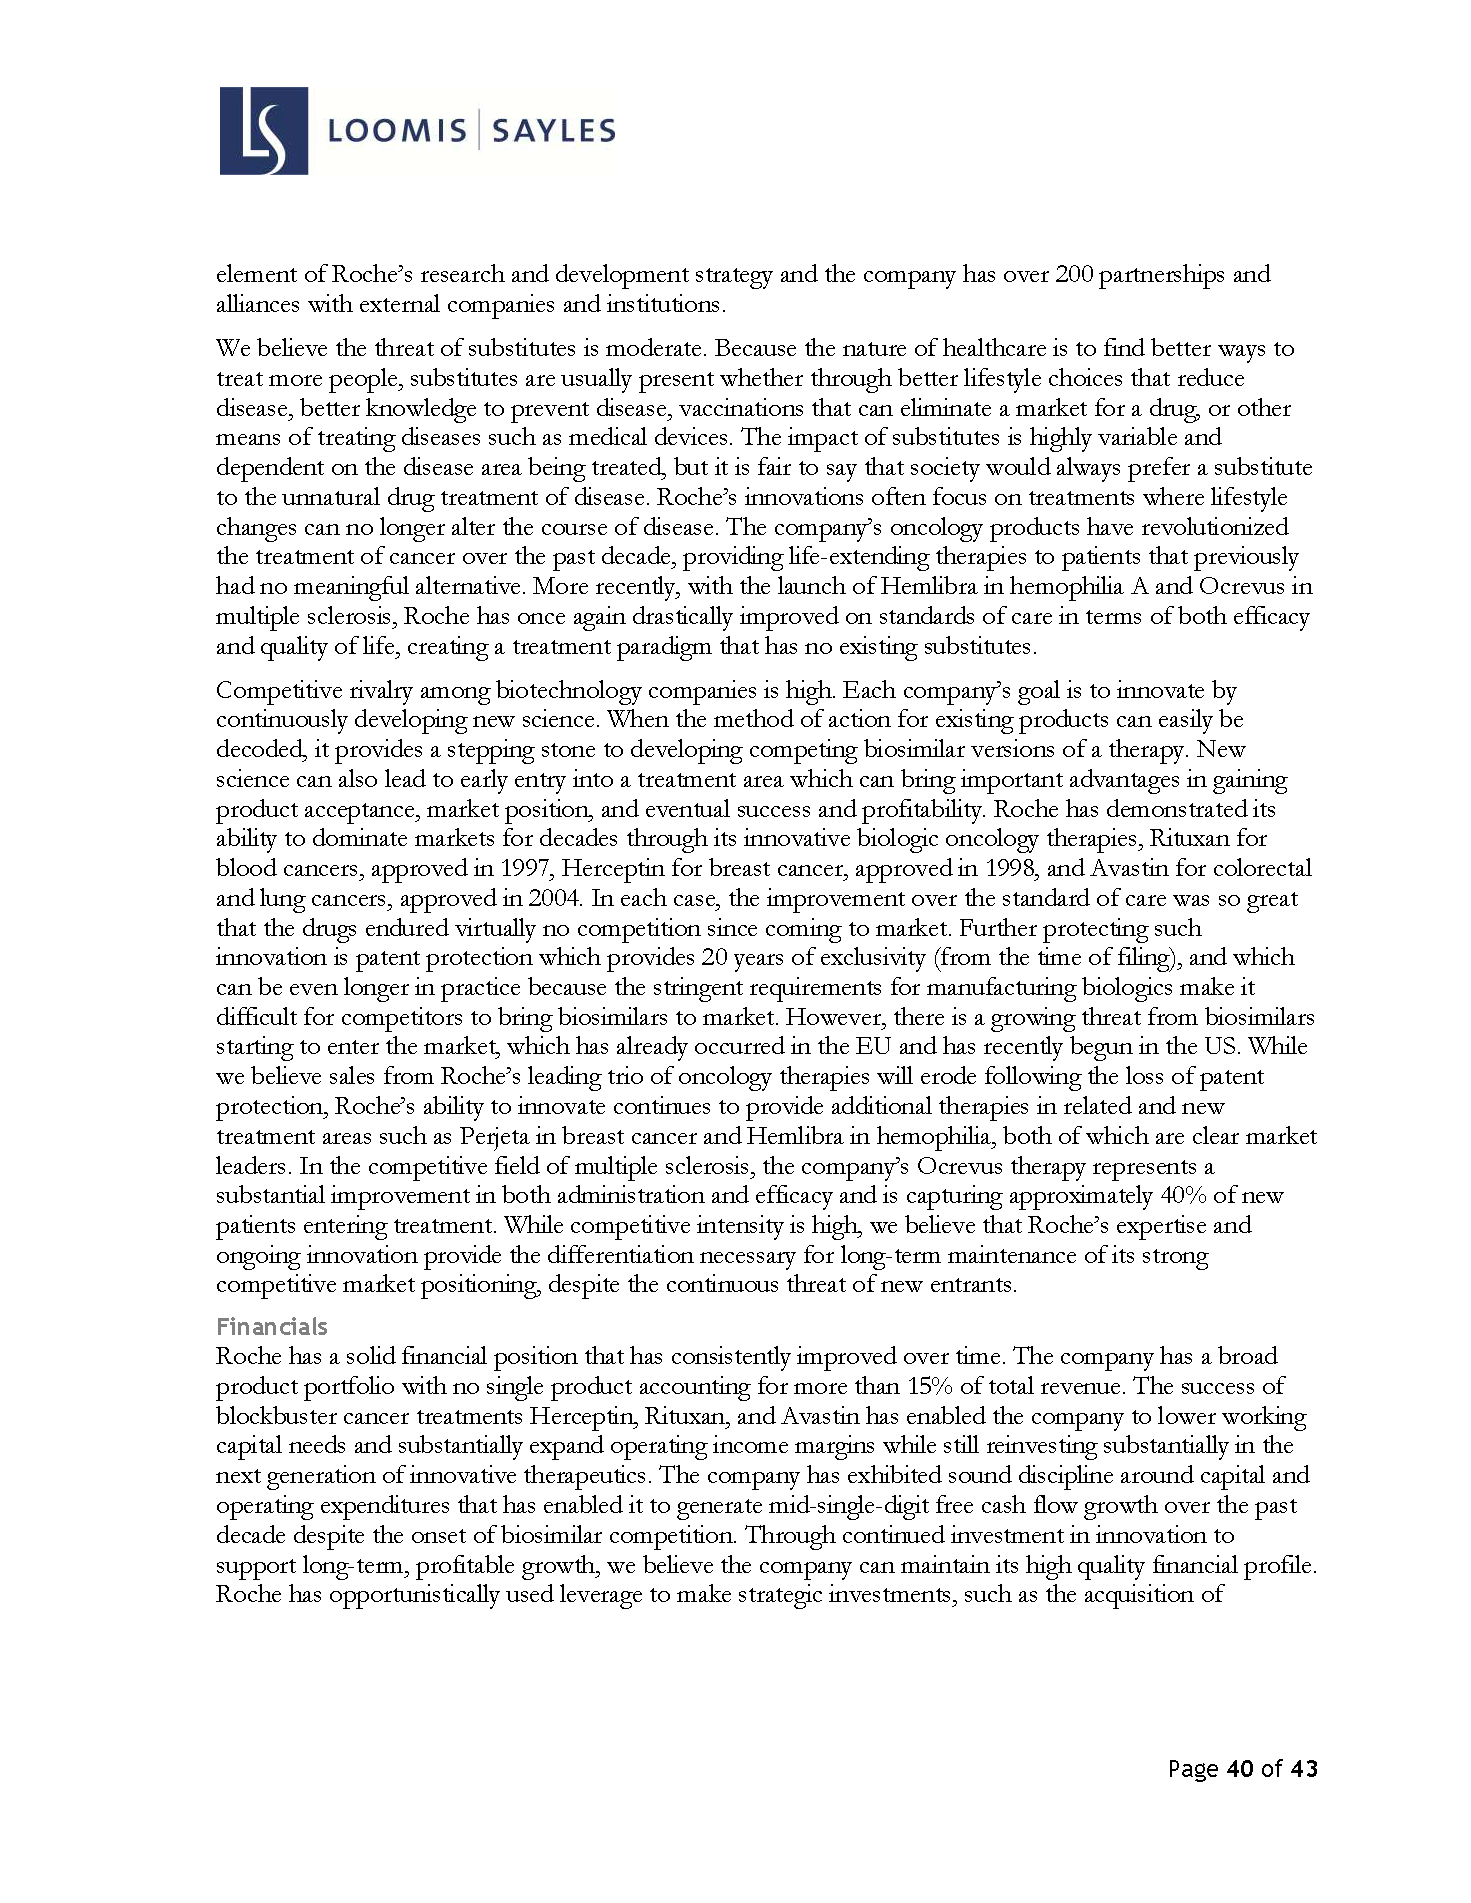 LS LOOMIS | SAYLES
element of Roche’s research and development strategy and the company has over 200 partnerships and
alliances with external companies and institutions.
We believe the threat of substitutes is moderate. Because the nature of healthcare is to find better ways to
treat more people, substitutes are usually present whether through better lifestyle choices that reduce
disease, better knowledge to prevent disease, vaccinations that can eliminate a market for a drug, or other
means of treating diseases such as medical devices. The impact of substitutes is highly variable and
dependent on the disease area being treated, but it is fair to say that society would always prefer a substitute
to the unnatural drug treatment of disease. Roche’s innovations often focus on treatments where lifestyle
changes can no longer alter the course of disease. The company’s oncology products have revolutionized
the treatment of cancer over the past decade, providing life-extending therapies to patients that previously
had no meaningful alternative. More recently, with the launch of Hemlibra in hemophilia A and Ocrevus in
multiple sclerosis, Roche has once again drastically improved on standards of care in terms of both efficacy
and quality of life, creating a treatment paradigm that has no existing substitutes.
Competitive rivalry among biotechnology companies is high. Each company’s goal is to innovate by
continuously developing new science. When the method of action for existing products can easily be
decoded, it provides a stepping stone to developing competing biosimilar versions of a therapy. New
science can also lead to early entry into a treatment area which can bring important advantages in gaining
product acceptance, market position, and eventual success and profitability. Roche has demonstrated its
ability to dominate markets for decades through its innovative biologic oncology therapies, Rituxan for
blood cancers, approved in 1997, Herceptin for breast cancer, approved in 1998, and Avastin for colorectal
and lung cancers, approved in 2004. In each case, the improvement over the standard of care was so great
that the drugs endured virtually no competition since coming to market. Further protecting such
innovation is patent protection which provides 20 years of exclusivity (from the time of filing), and which
can be even longer in practice because the stringent requirements for manufacturing biologics make it
difficult for competitors to bring biosimilars to market. However, there is a growing threat from biosimilars
starting to enter the market, which has already occurred in the EU and has recently begun in the US. While
we believe sales from Roche’s leading trio of oncology therapies will erode following the loss of patent
protection, Roche’s ability to innovate continues to provide additional therapies in related and new
treatment areas such as Perjeta in breast cancer and Hemlibra in hemophilia, both of which are clear market
leaders. In the competitive field of multiple sclerosis, the company’s Ocrevus therapy represents a
substantial improvement in both administration and efficacy and is capturing approximately 40% of new
patients entering treatment. While competitive intensity is high, we believe that Roche’s expertise and
ongoing innovation provide the differentiation necessary for long-term maintenance of its strong
competitive market positioning, despite the continuous threat of new entrants.
Financials
Roche has a solid financial position that has consistently improved over time. The company has a broad
product portfolio with no single product accounting for more than 15% of total revenue. The success of
blockbuster cancer treatments Herceptin, Rituxan, and Avastin has enabled the company to lower working
capital needs and substantially expand operating income margins while still reinvesting substantially in the
next generation of innovative therapeutics. The company has exhibited sound discipline around capital and
operating expenditures that has enabled it to generate mid-single-digit free cash flow growth over the past
decade despite the onset of biosimilar competition. Through continued investment in innovation to
support long-term, profitable growth, we believe the company can maintain its high quality financial profile.
Roche has opportunistically used leverage to make strategic investments, such as the acquisition of
Page 40 of 43